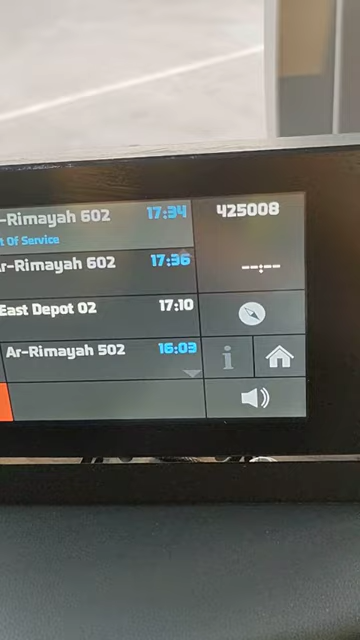 -Rimayah 602 17:34 425008
t Of Service
r-Rimayah 602 17:36 --:--
East Depot 02 17:10
Ar-Rimayah 502 16:03